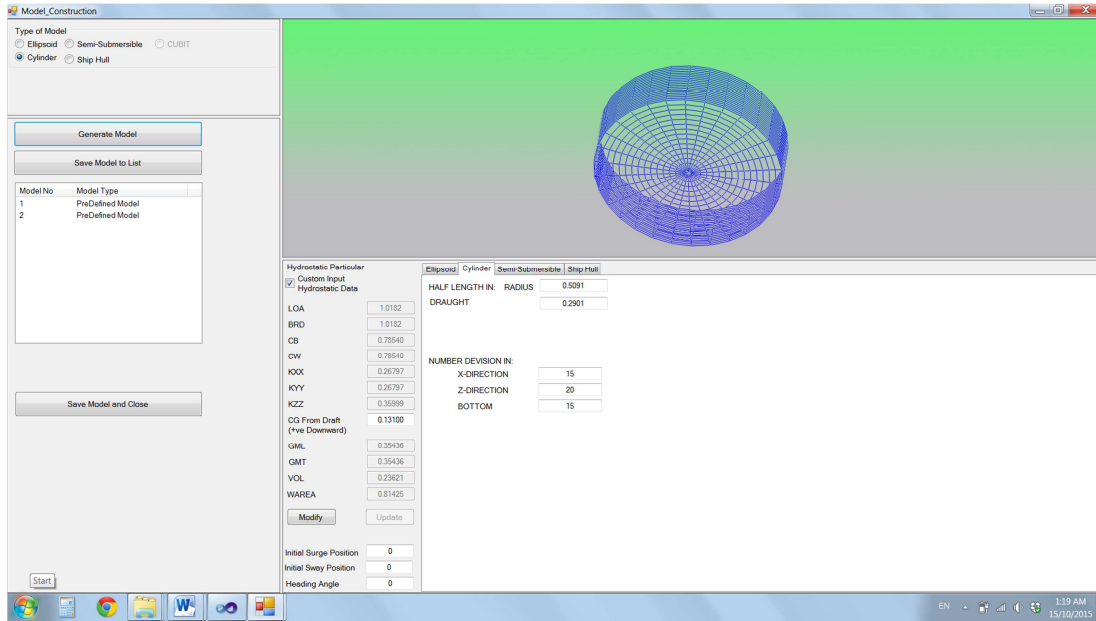 Model_Construction
Type of Model
Ellipsoid Semi-Submersible CUBIT
Cylinder Ship Hull
Generate Model
Save Model to List
Model No Model Type
1 PreDefined Model
2 PreDefined Model
Save Model and Close
Hydrostatic Particular
Custom Input
Hydrostatic Data
LOA 1.0182
BRD 1.0182
CB 0.78540
CW 0.78540
KXX 0.26797
KYY 0.26797
KZZ 0.35999
CG From Draft 0.13100
(+ve Downward)
GML 0.35436
GMT 0.35436
VOL 0.23621
WAREA 0.81425
Modify Update
Initial Surge Position 0
Initial Sway Position 0
Heading Angle 0
Ellipsoid Cylinder Semi-Submersible Ship Hull
HALF LENGTH IN: RADIUS 0.5091
DRAUGHT 0.2901
NUMBER DEVISION IN:
X-DIRECTION 15
Z-DIRECTION 20
BOTTOM 15
Start
EN 1:19 AM
15/10/2015